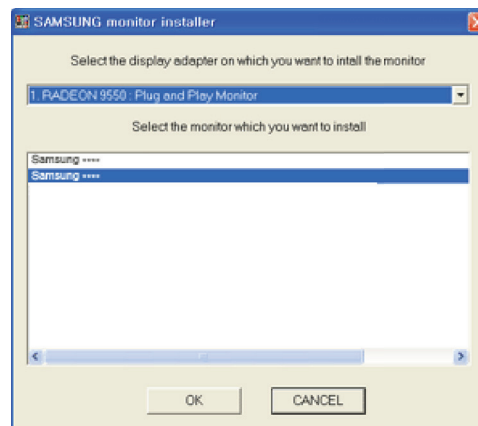 SAMSUNG monitor installer
Select the display adapter on which you want to intall the monitor
1. RADEON 9550 : Plug and Play Monitor
Select the monitor which you want to install
Samsung ····
Samsung ····
OK
CANCEL